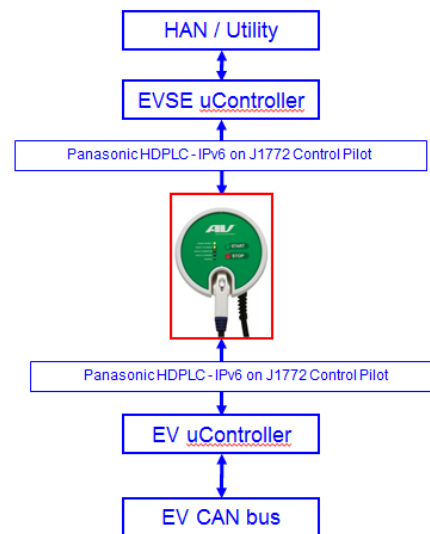 HAN / Utility
EVSE uController
Panasonic HDPLC - IPv6 on J1772 Control Pilot
AV
START
STOP
Panasonic HDPLC - IPv6 on J1772 Control Pilot
EV uController
EV CAN bus